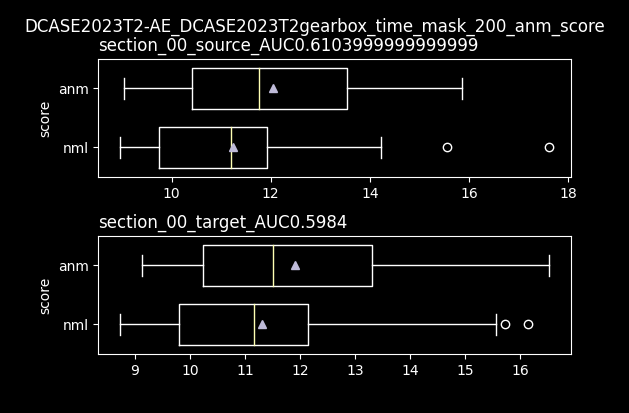 DCASE2023T2-AE_DCASE2023T2gearbox_time_mask_200_anm_score
section_00_source_AUC0.6103999999999999
anm
score
nml
10 12 14 16 18
section_00_target_AUC0.5984
anm
score
nml
9 10 11 12 13 14 15 16